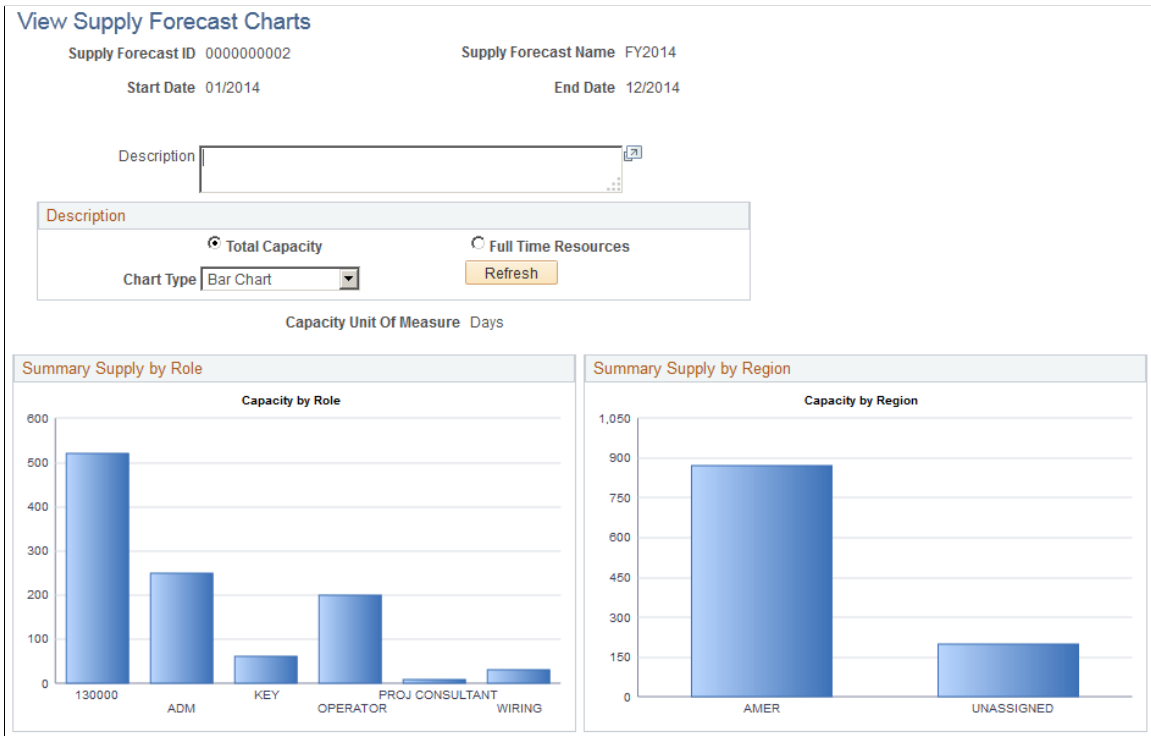 View Supply Forecast Charts
Supply Forecast ID 0000000002 Supply Forecast Name FY2014
Start Date 01/2014 End Date 12/2014
Description
Description
Total Capacity Full Time Resources
Chart Type Bar Chart Refresh
Capacity Unit Of Measure Days
Summary Supply by Role
Capacity by Role
600
500
400
300
200
100
0
130000 KEY PROJ CONSULTANT
ADM OPERATOR WIRING
Summary Supply by Region
Capacity by Region
1,050
900
750
600
450
300
150
0
AMER UNASSIGNED